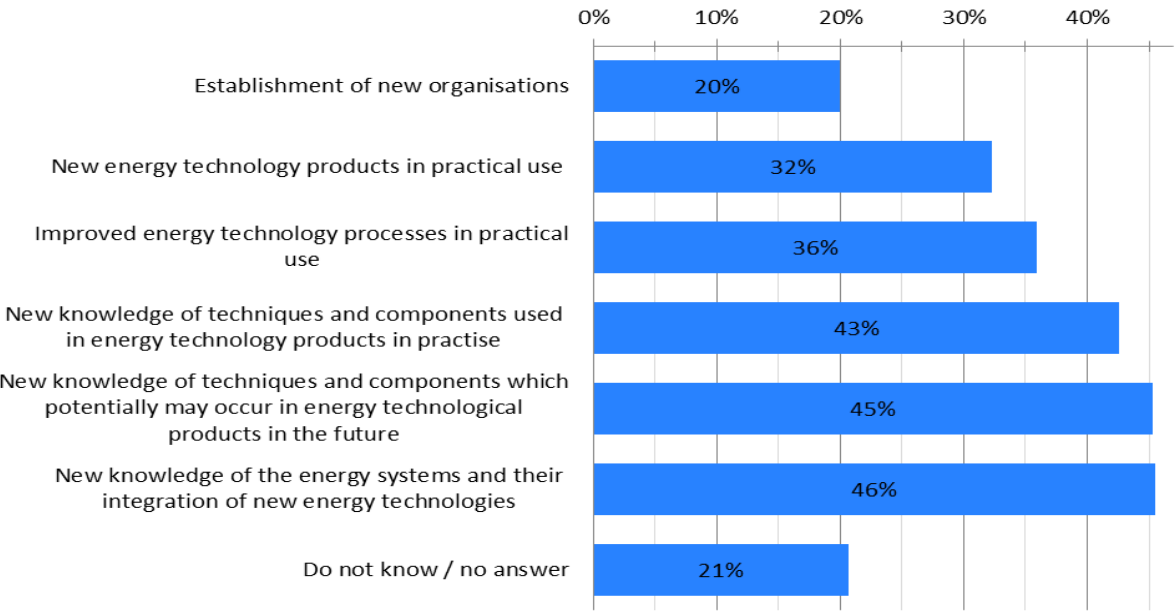 0% 10% 20% 30% 40%
Establishment of new organisations 20%
New energy technology products in practical use 32%
Improved energy technology processes in practical
use 36%
New knowledge of techniques and components used
in energy technology products in practise 43%
New knowledge of techniques and components which
potentially may occur in energy technological
products in the future 45%
New knowledge of the energy systems and their
integration of new energy technologies 46%
Do not know / no answer 21%